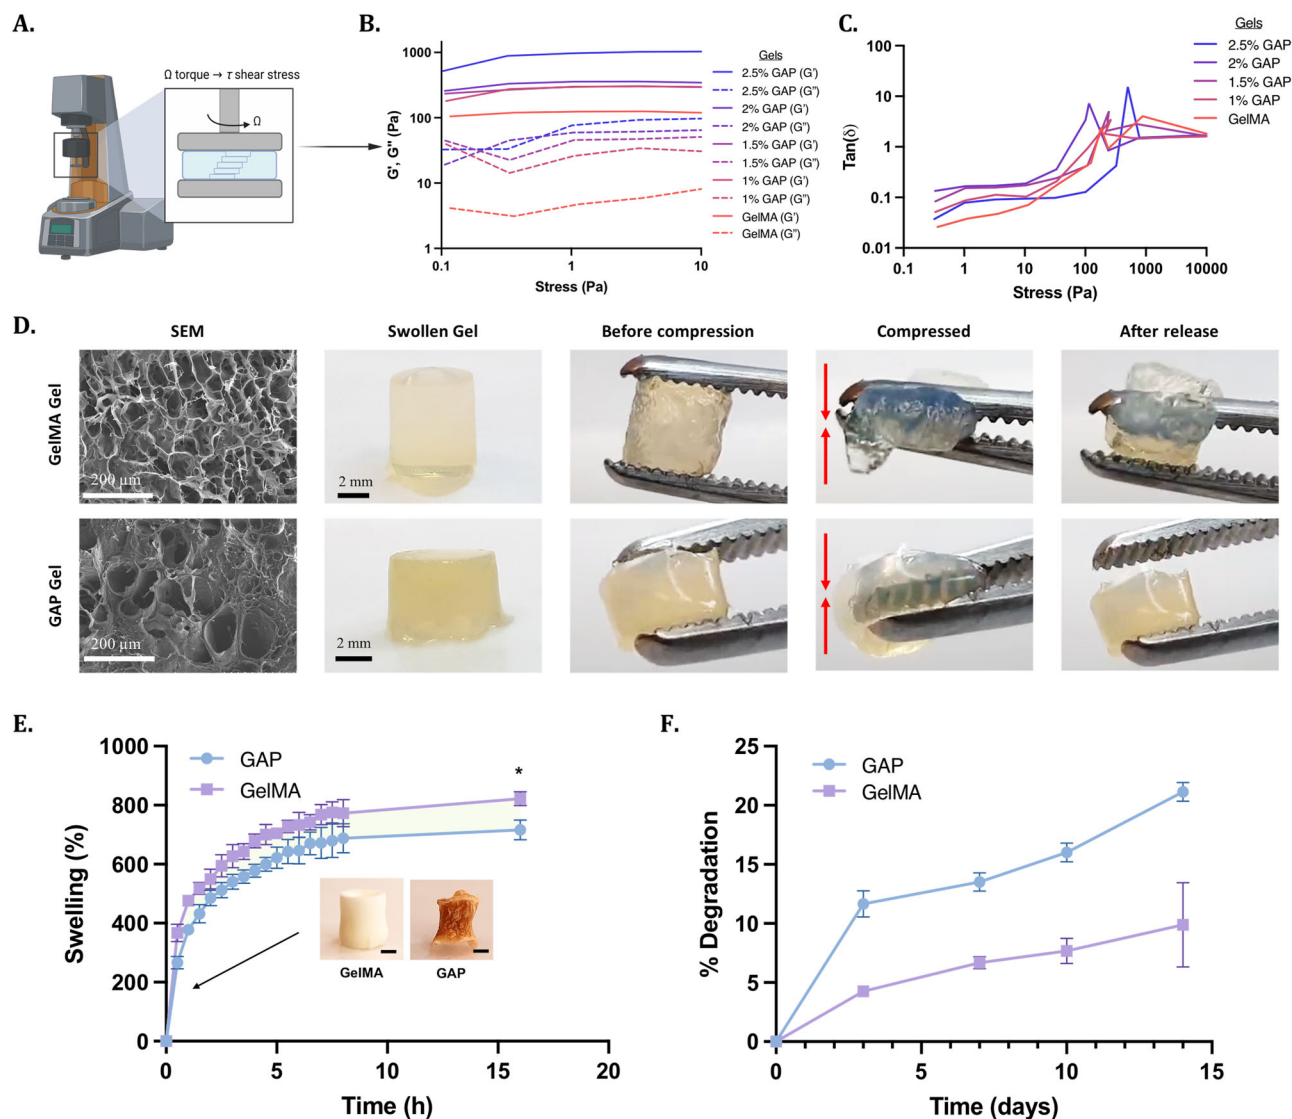 A.
Ω torque → τ shear stress
Ω
B.
G', G'' (Pa)
1000
100
10
1
0.1
1
10
Stress (Pa)
Gels
2.5% GAP (G')
2.5% GAP (G")
2% GAP (G')
2% GAP (G")
1.5% GAP (G')
1.5% GAP (G")
1% GAP (G')
1% GAP (G")
GelMA (G')
GelMA (G")
C.
Tan(δ)
100
10
1
0.1
0.01
0.1
1
10
100
1000
10000
Stress (Pa)
Gels
2.5% GAP
2% GAP
1.5% GAP
1% GAP
GelMA
D.
SEM
Swollen Gel
Before compression
Compressed
After release
GelMA Gel
200 µm
2 mm
GAP Gel
200 µm
2 mm
E.
Swelling (%)
1000
800
600
400
200
0
GAP
GelMA
*
GelMA
GAP
0
5
10
15
20
Time (h)
F.
% Degradation
25
20
15
10
5
0
GAP
GelMA
0
5
10
15
Time (days)